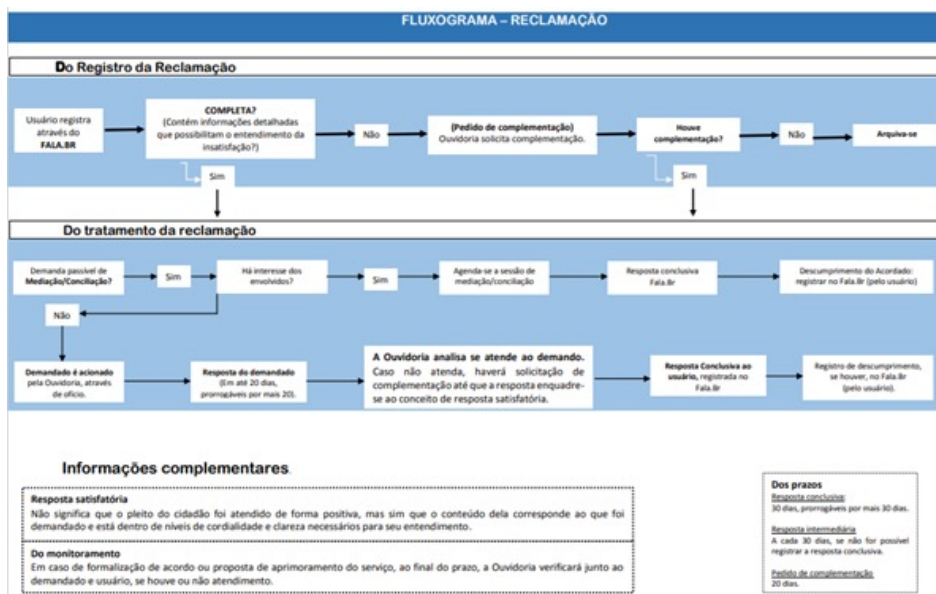 FLUXOGRAMA – RECLAMAÇÃO
Do Registro da Reclamação
Usuário registra
através do
FALA.BR
COMPLETA?
(Contém informações detalhadas
que possibilitam o entendimento da
insatisfação?)
Não
(Pedido de complementação)
Ouvidoria solicita complementação.
Houve
complementação?
Não
Arquiva-se
Sim
Sim
Do tratamento da reclamação
Demanda passível de
Mediação/Conciliação?
Sim
Há interesse dos
envolvidos?
Sim
Agenda-se a sessão de
mediação/conciliação
Resposta conclusiva
Fala.Br
Descumprimento do Acordado:
registrar no Fala.Br (pelo usuário)
Não
Demandado é acionado
pela Ouvidoria, através
de ofício.
Resposta do demandado
(Em até 20 dias,
prorrogáveis por mais 20).
A Ouvidoria analisa se atende ao demando.
Caso não atenda, haverá solicitação de
complementação até que a resposta enquadre-
se ao conceito de resposta satisfatória.
Resposta Conclusiva ao
usuário, registrada no
Fala.Br
Registro de descumprimento,
se houver, no Fala.Br
(pelo usuário).
Informações complementares
Resposta satisfatória
Não significa que o pleito do cidadão foi atendido de forma positiva, mas sim que o conteúdo dela corresponde ao que foi
demandado e está dentro de níveis de cordialidade e clareza necessários para seu entendimento.
Do monitoramento
Em caso de formalização de acordo ou proposta de aprimoramento do serviço, ao final do prazo, a Ouvidoria verificará junto ao
demandado e usuário, se houve ou não atendimento.
Dos prazos
Resposta conclusiva:
30 dias, prorrogáveis por mais 30 dias.
Resposta intermediária
A cada 30 dias, se não for possível
registrar a resposta conclusiva.
Pedido de complementação
20 dias.